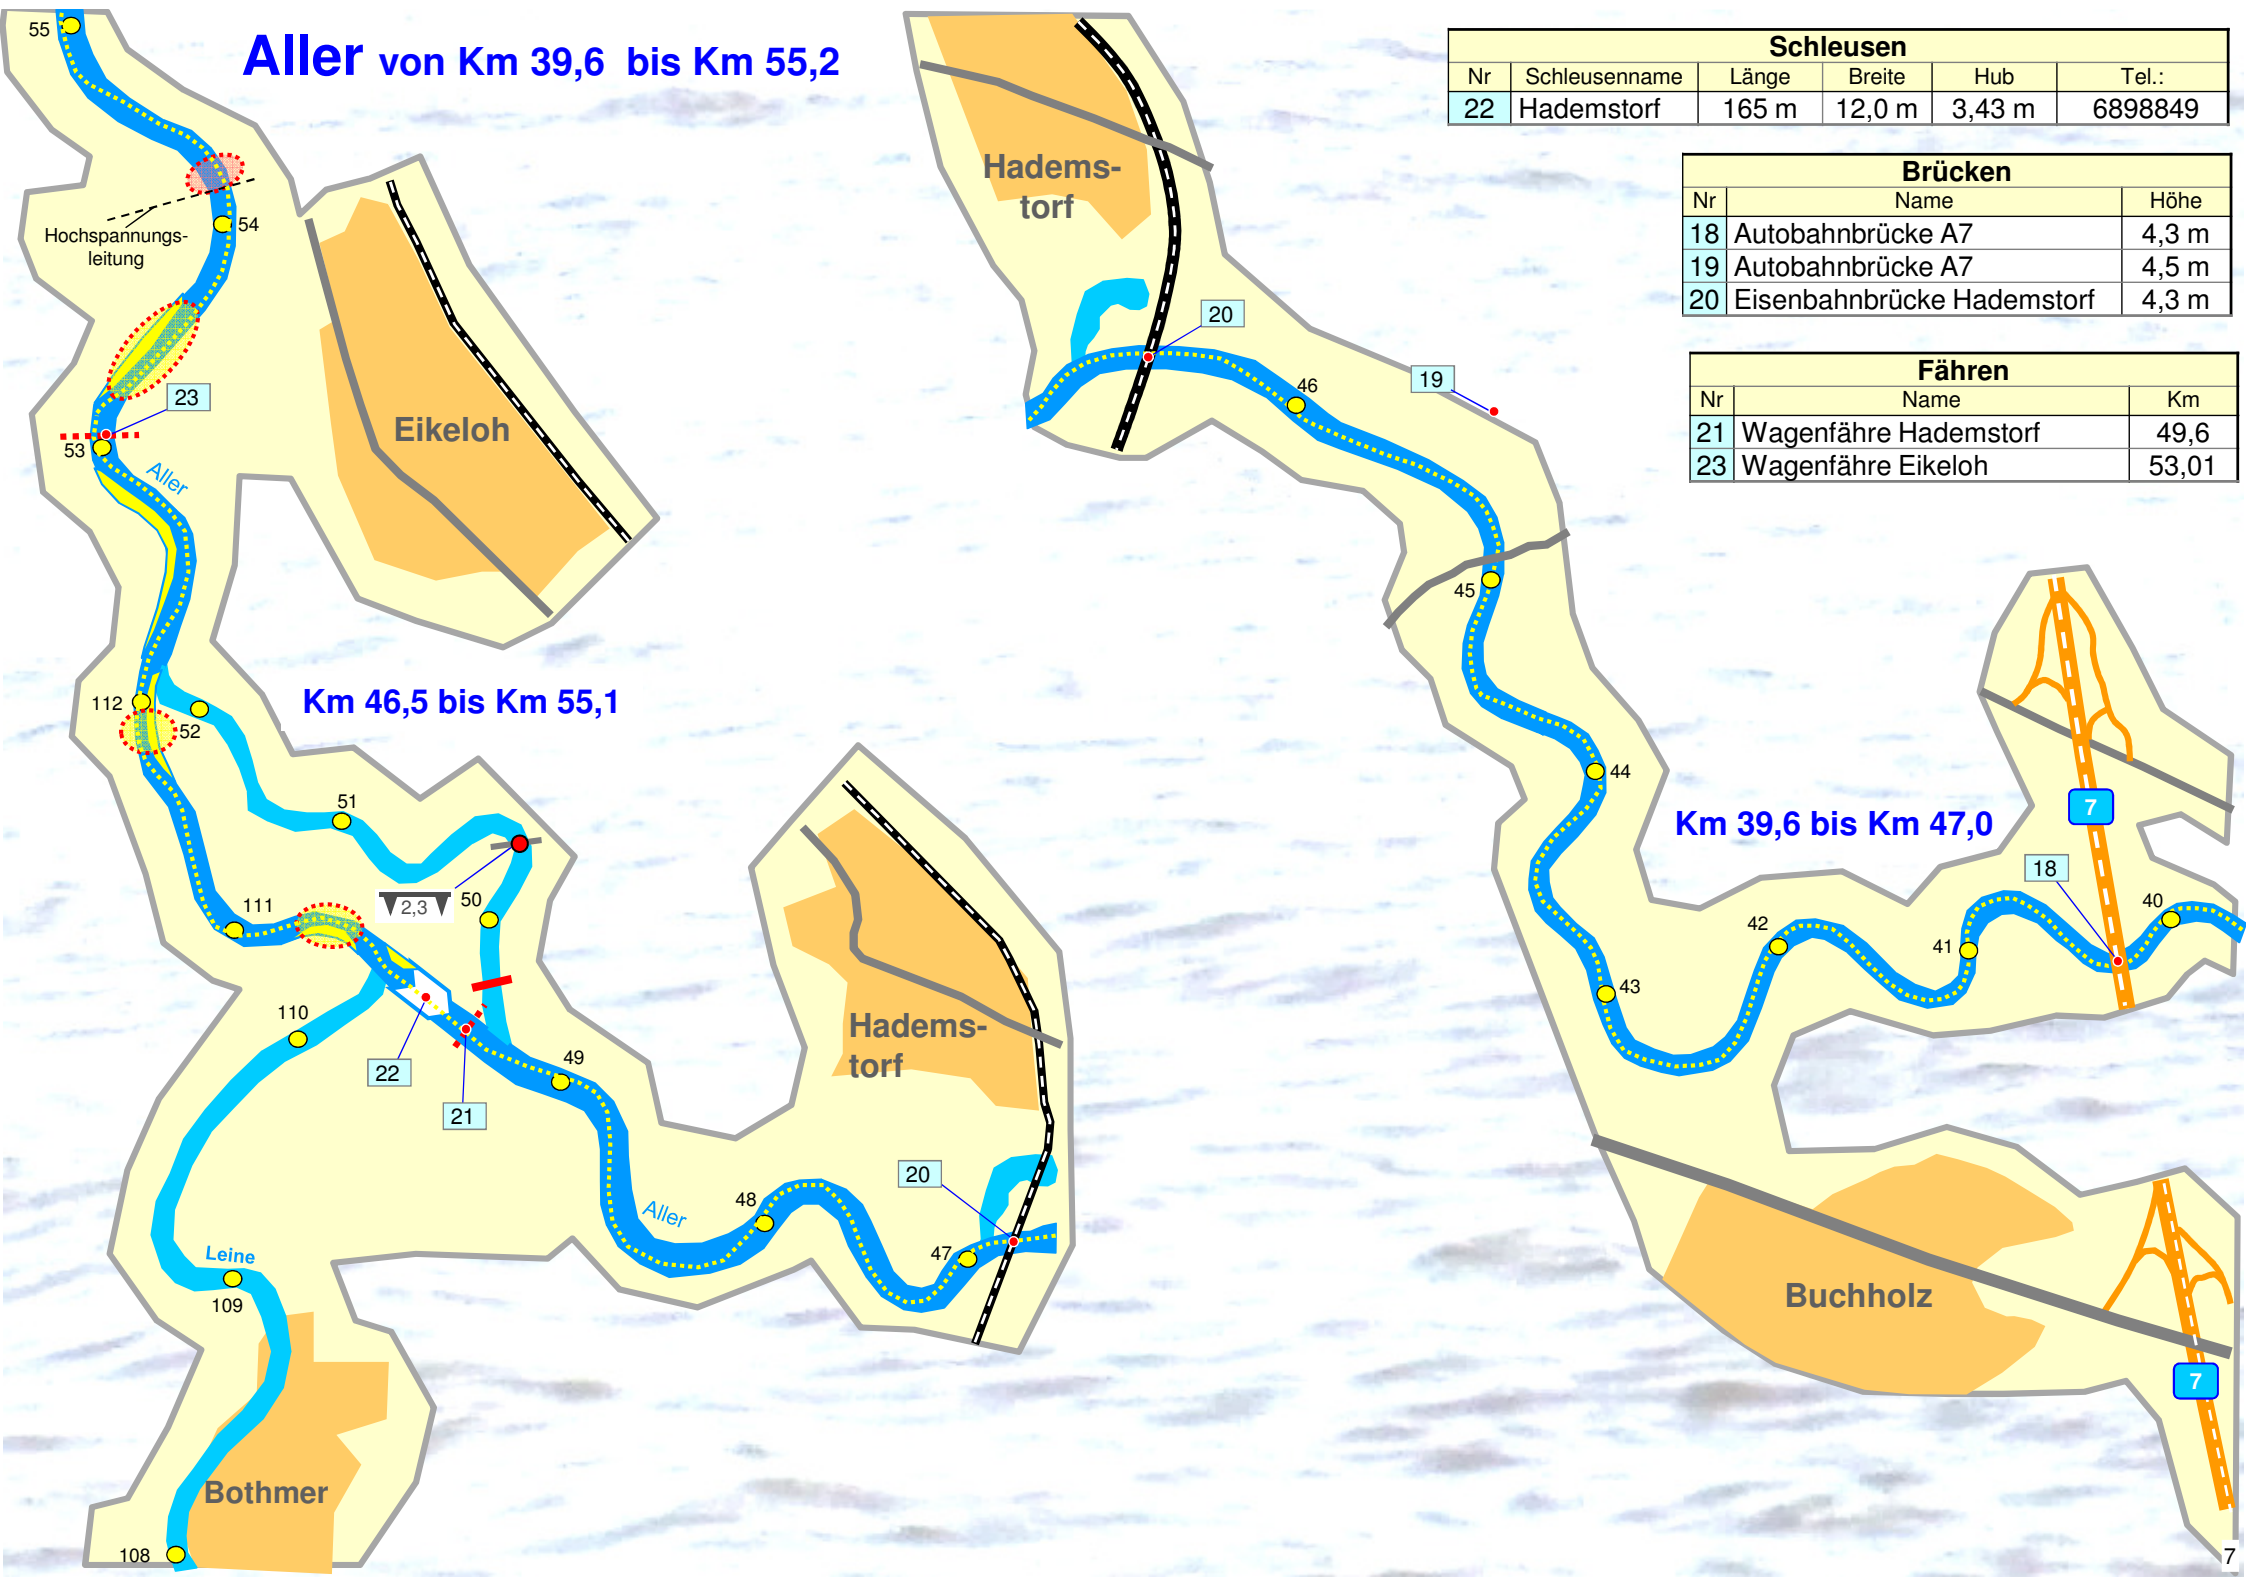 Aller von Km 39,6 bis Km 55,2
Schleusen
Nr Schleusenname Länge Breite Hub Tel.:
22 Hademstorf 165 m 12,0 m 3,43 m 6898849
Brücken
Nr Name Höhe
18 Autobahnbrücke A7 4,3 m
19 Autobahnbrücke A7 4,5 m
20 Eisenbahnbrücke Hademstorf 4,3 m
Fähren
Nr Name Km
21 Wagenfähre Hademstorf 49,6
23 Wagenfähre Eikeloh 53,01
55
54
Hochspannungs-
leitung
23
53
Aller
Eikeloh
Km 46,5 bis Km 55,1
112
52
51
50
2,3
111
110
22
21
49
Hadems-
torf
Aller
48
20
47
Leine
109
Bothmer
108
Hadems-
torf
20
46
19
45
44
Km 39,6 bis Km 47,0
7
18
40
41
42
43
Buchholz
7
7